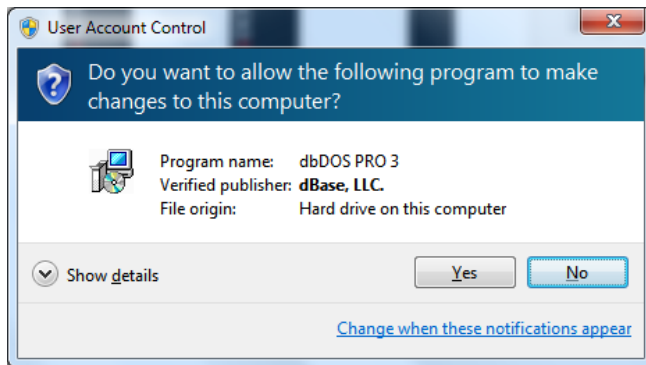 User Account Control
Do you want to allow the following program to make
changes to this computer?
Program name: dbDOS PRO 3
Verified publisher: dBase, LLC.
File origin: Hard drive on this computer
Show details
Yes
No
Change when these notifications appear